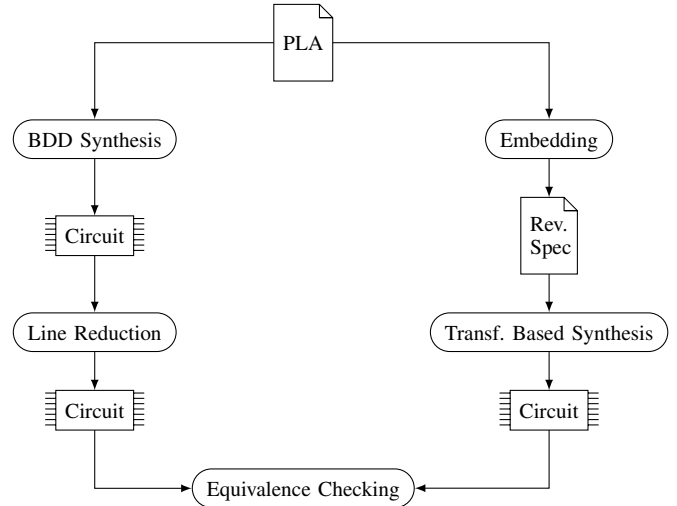 PLA
BDD Synthesis
Embedding
Circuit
Rev.
Spec
Line Reduction
Transf. Based Synthesis
Circuit
Circuit
Equivalence Checking